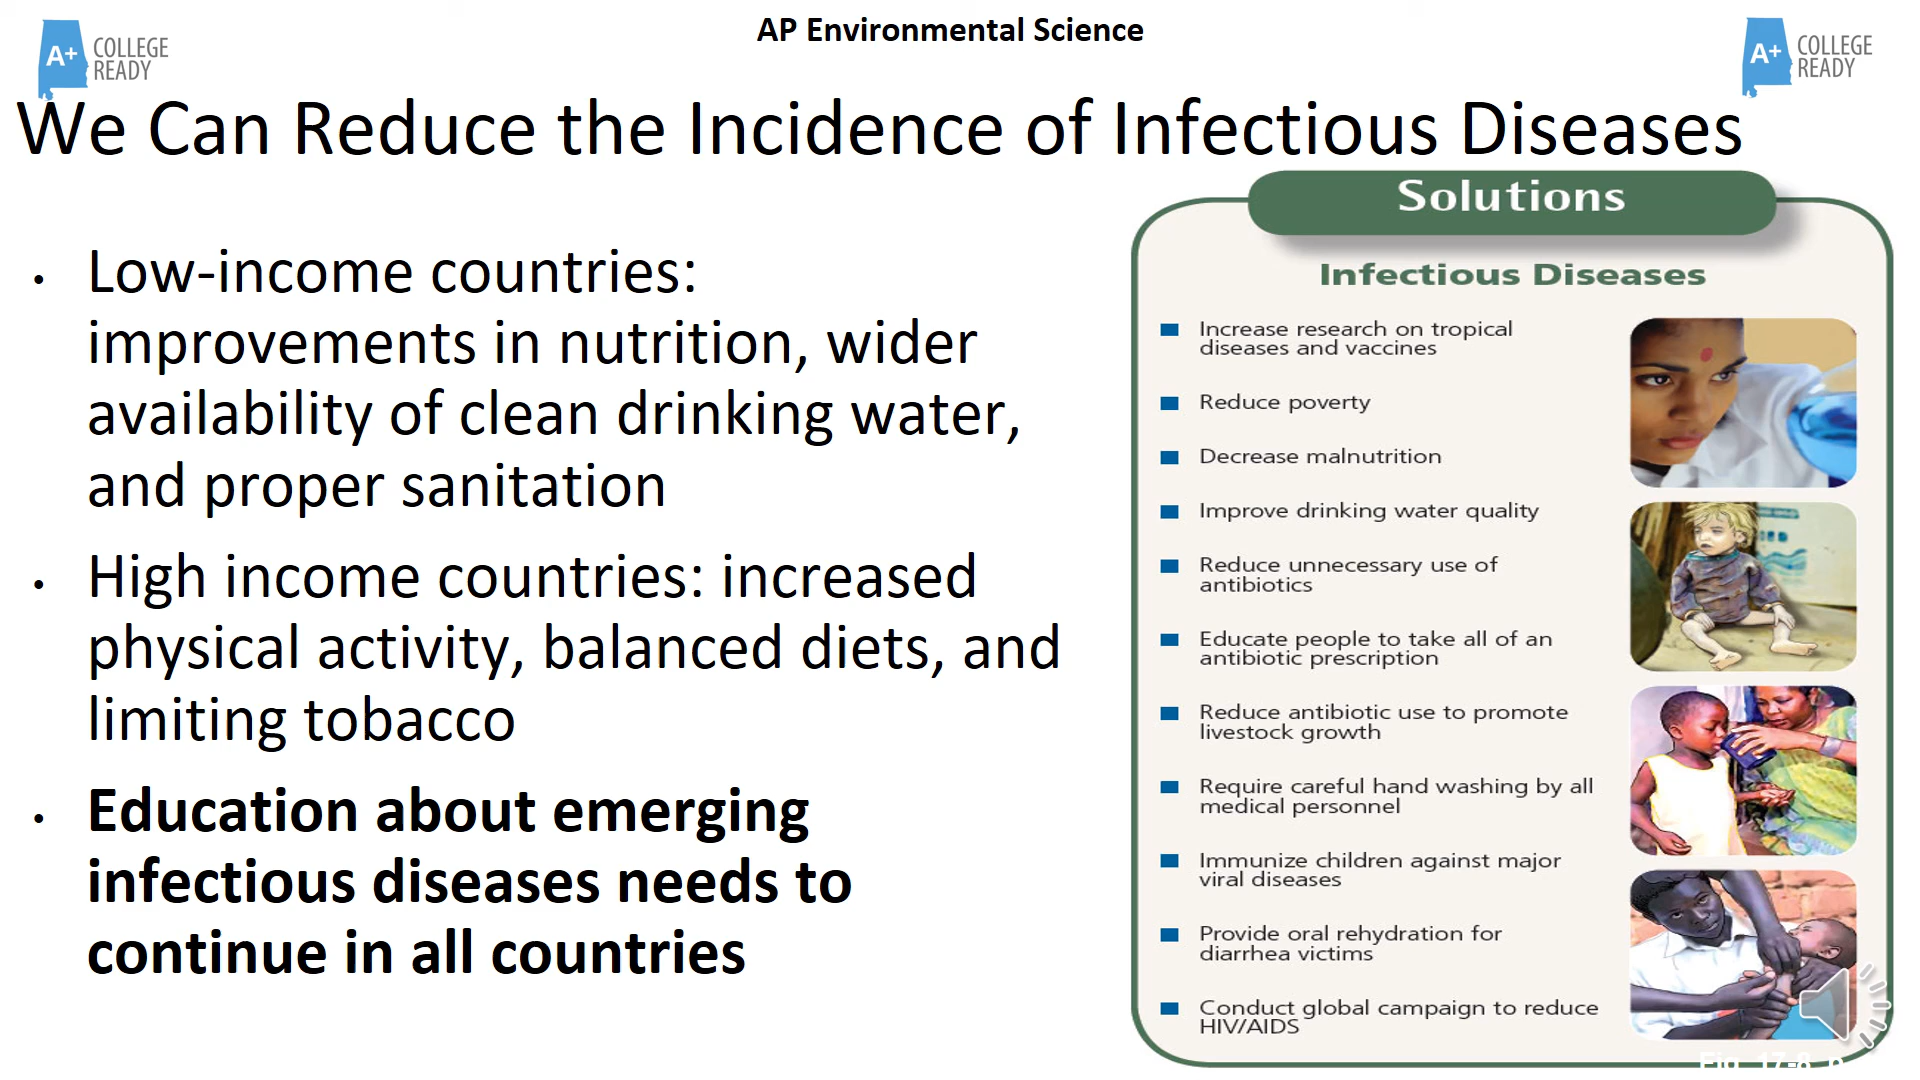 AP Environmental Science
A+ COLLEGE
READY
A+ COLLEGE
READY
We Can Reduce the Incidence of Infectious Diseases
• Low-income countries:
improvements in nutrition, wider
availability of clean drinking water,
and proper sanitation
• High income countries: increased
physical activity, balanced diets, and
limiting tobacco
• Education about emerging
infectious diseases needs to
continue in all countries
Solutions
Infectious Diseases
Increase research on tropical
diseases and vaccines
Reduce poverty
Decrease malnutrition
Improve drinking water quality
Reduce unnecessary use of
antibiotics
Educate people to take all of an
antibiotic prescription
Reduce antibiotic use to promote
livestock growth
Require careful hand washing by all
medical personnel
Immunize children against major
viral diseases
Provide oral rehydration for
diarrhea victims
Conduct global campaign to reduce
HIV/AIDS